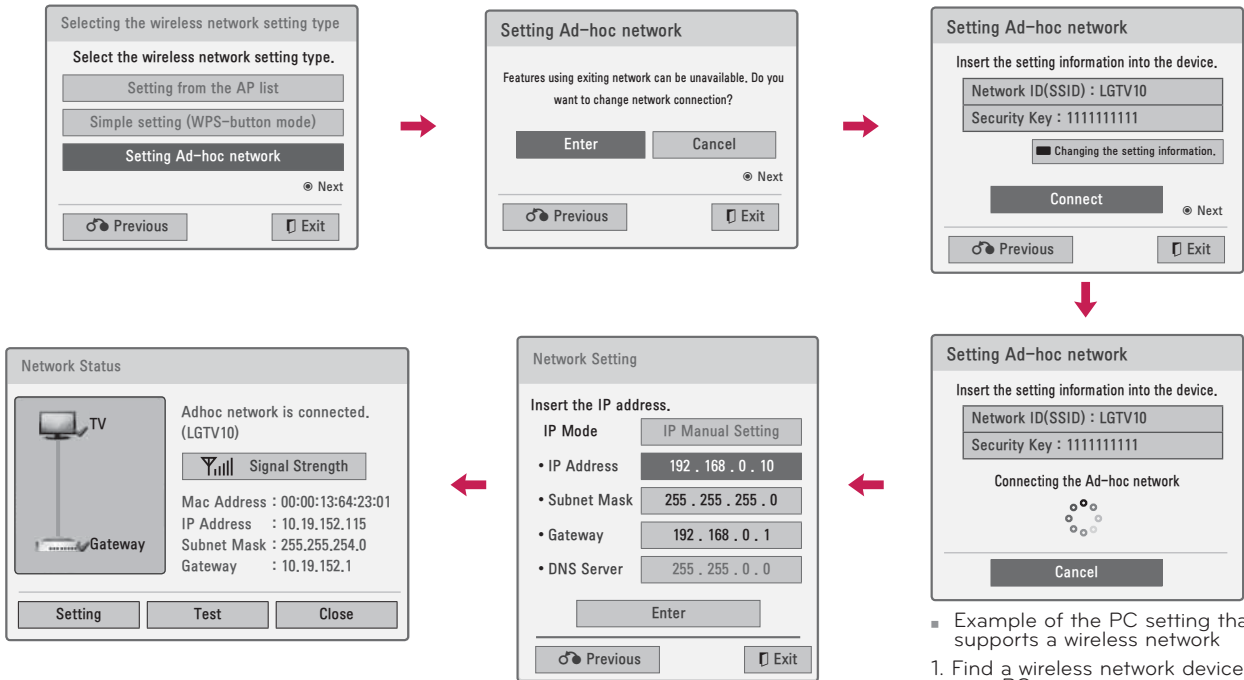 Selecting the wireless network setting type
Select the wireless network setting type.
Setting from the AP list
Simple setting (WPS-button mode)
Setting Ad-hoc network
Next
Previous
Exit
Setting Ad-hoc network
Features using exiting network can be unavailable. Do you
want to change network connection?
Enter
Cancel
Next
Previous
Exit
Setting Ad-hoc network
Insert the setting information into the device.
Network ID(SSID) : LGTV10
Security Key : 1111111111
Changing the setting information.
Connect
Next
Previous
Exit
Setting Ad-hoc network
Insert the setting information into the device.
Network ID(SSID) : LGTV10
Security Key : 1111111111
Connecting the Ad-hoc network
Cancel
Network Setting
Insert the IP address.
IP Mode IP Manual Setting
• IP Address 192 . 168 . 0 . 10
• Subnet Mask 255 . 255 . 255 . 0
• Gateway 192 . 168 . 0 . 1
• DNS Server 255 . 255 . 0 . 0
Enter
Previous
Exit
Network Status
TV
Gateway
Adhoc network is connected.
(LGTV10)
Signal Strength
Mac Address : 00:00:13:64:23:01
IP Address : 10.19.152.115
Subnet Mask : 255.255.254.0
Gateway : 10.19.152.1
Setting
Test
Close
Example of the PC setting
supports a wireless network
1. Find a wireless network device